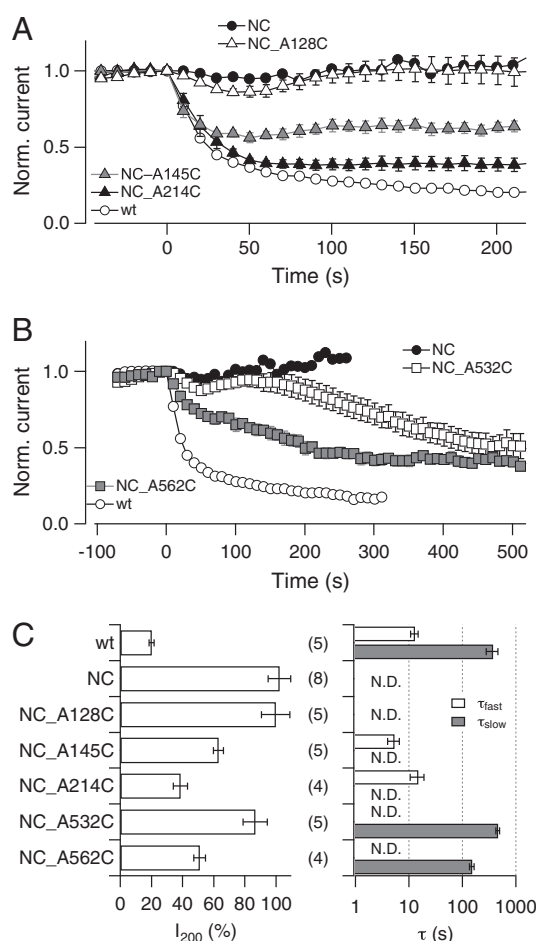 A
NC
NC_A128C
Norm. current
1.0
0.5
0.0
NC–A145C
NC_A214C
wt
0 50 100 150 200
Time (s)
B
NC
NC_A532C
Norm. current
1.0
0.5
0.0
NC_A562C
wt
-100 0 100 200 300 400 500
Time (s)
C
wt (5)
NC (8) N.D.
NC_A128C (5) N.D.
τfast
τslow
NC_A145C (5) N.D.
NC_A214C (4) N.D.
NC_A532C (5) N.D.
NC_A562C (4) N.D.
0 20 40 60 80 100
I200 (%)
1 10 100 1000
τ (s)